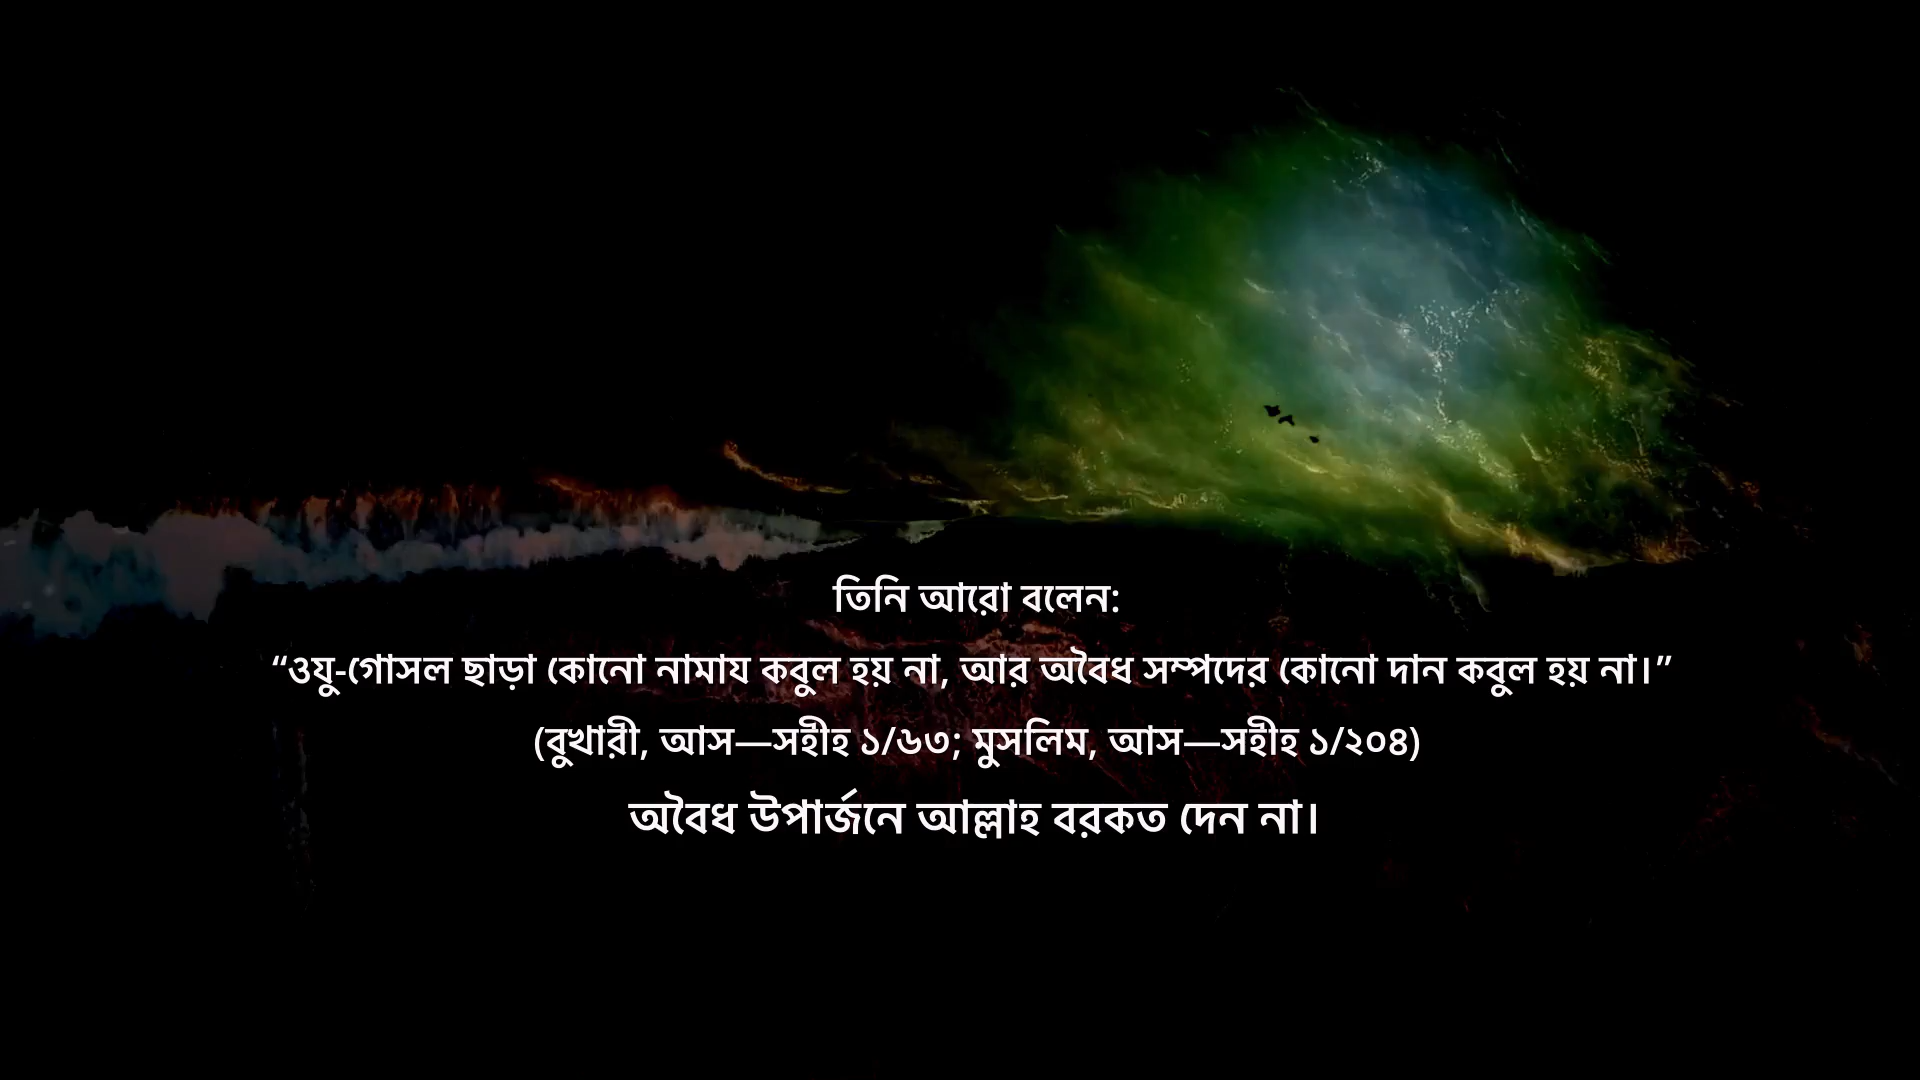 তিনি আরো বলেন:
“ওযু-গোসল ছাড়া কোনো নামায কবুল হয় না, আর অবৈধ সম্পদের কোনো দান কবুল হয় না।”
(বুখারী, আস—সহীহ ১/৬৩; মুসলিম, আস—সহীহ ১/২০৪)
অবৈধ উপার্জনে আল্লাহ বরকত দেন না।